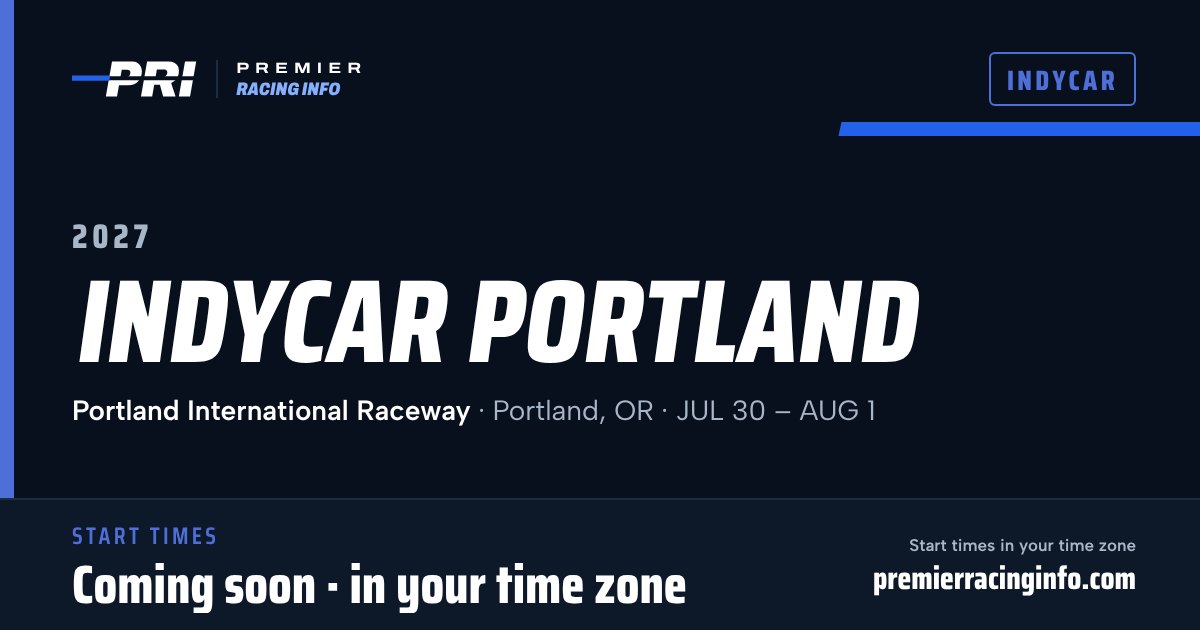 PRI
PREMIER
RACING INFO
INDYCAR
2027
INDYCAR PORTLAND
Portland International Raceway · Portland, OR · JUL 30 – AUG 1
START TIMES
Coming soon · in your time zone
Start times in your time zone
premierracinginfo.com